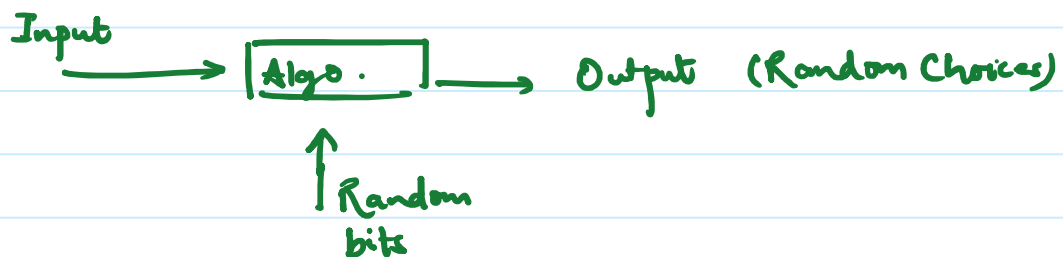 Input
Algo.
Output (Random Choices)
Random
bits